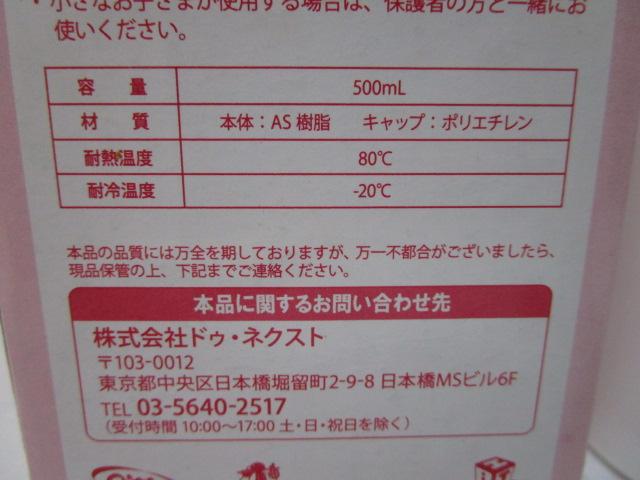 ・小さなお子さまが使用する場合は、保護者の方と一緒にお
使いください。
容 量 500mL
材 質 本体：AS樹脂 キャップ：ポリエチレン
耐熱温度 80℃
耐冷温度 -20℃
本品の品質には万全を期しておりますが、万一不都合がございましたら、
現品保管の上、下記までご連絡ください。
本品に関するお問い合わせ先
株式会社ドゥ・ネクスト
〒103-0012
東京都中央区日本橋堀留町2-9-8 日本橋MSビル6F
TEL 03-5640-2517
（受付時間 10:00〜17:00 土・日・祝日を除く）